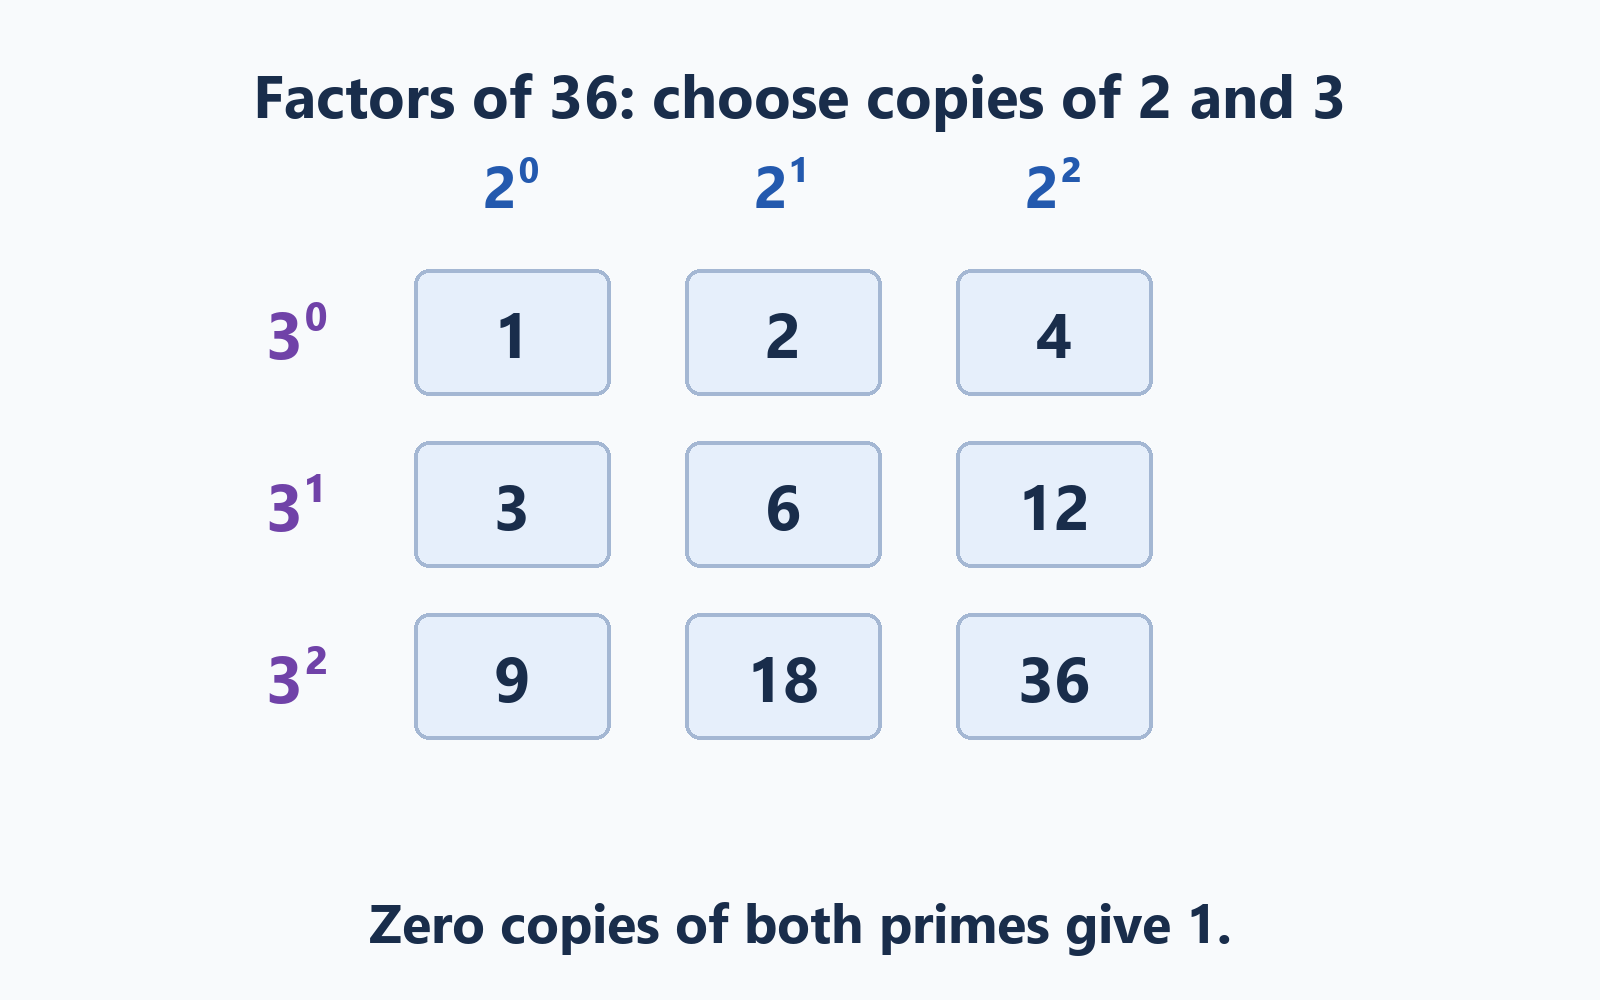 Factors of 36: choose copies of 2 and 3
2⁰ 2¹ 2²
3⁰ 1 2 4
3¹ 3 6 12
3² 9 18 36
Zero copies of both primes give 1.